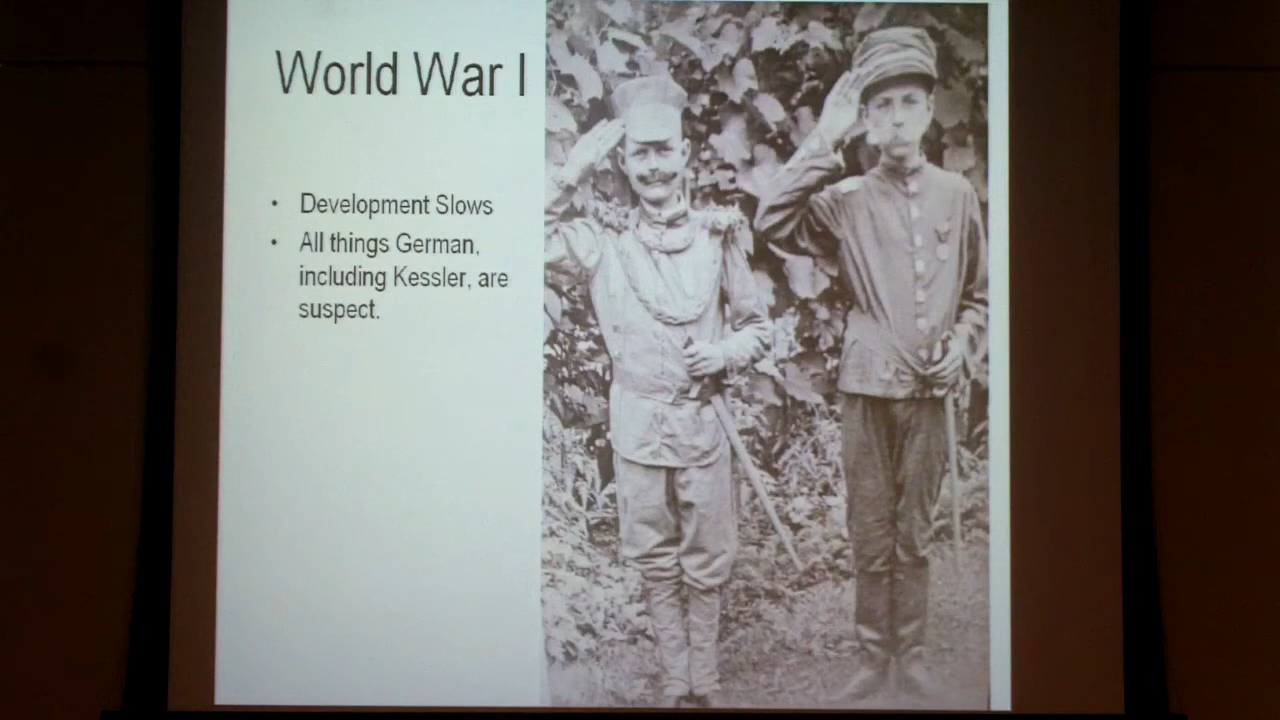 World War I
• Development Slows
• All things German,
including Kessler, are
suspect.